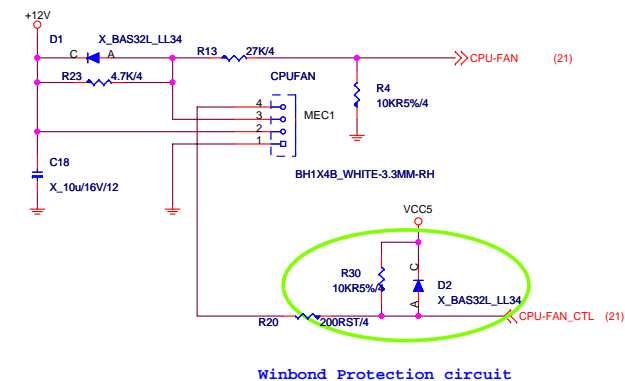 +12V
D1
X_BAS32L_LL34
C
A
R13
27K/4
CPU-FAN
(21)
R23
4.7K/4
CPUFAN
R4
10KR5%/4
4
3
2
1
MEC1
C18
X_10u/16V/12
BH1X4B_WHITE-3.3MM-RH
VCC5
R30
10KR5%/4
C
A
D2
X_BAS32L_LL34
R20
200RST/4
CPU-FAN_CTL
(21)
Winbond Protection circuit